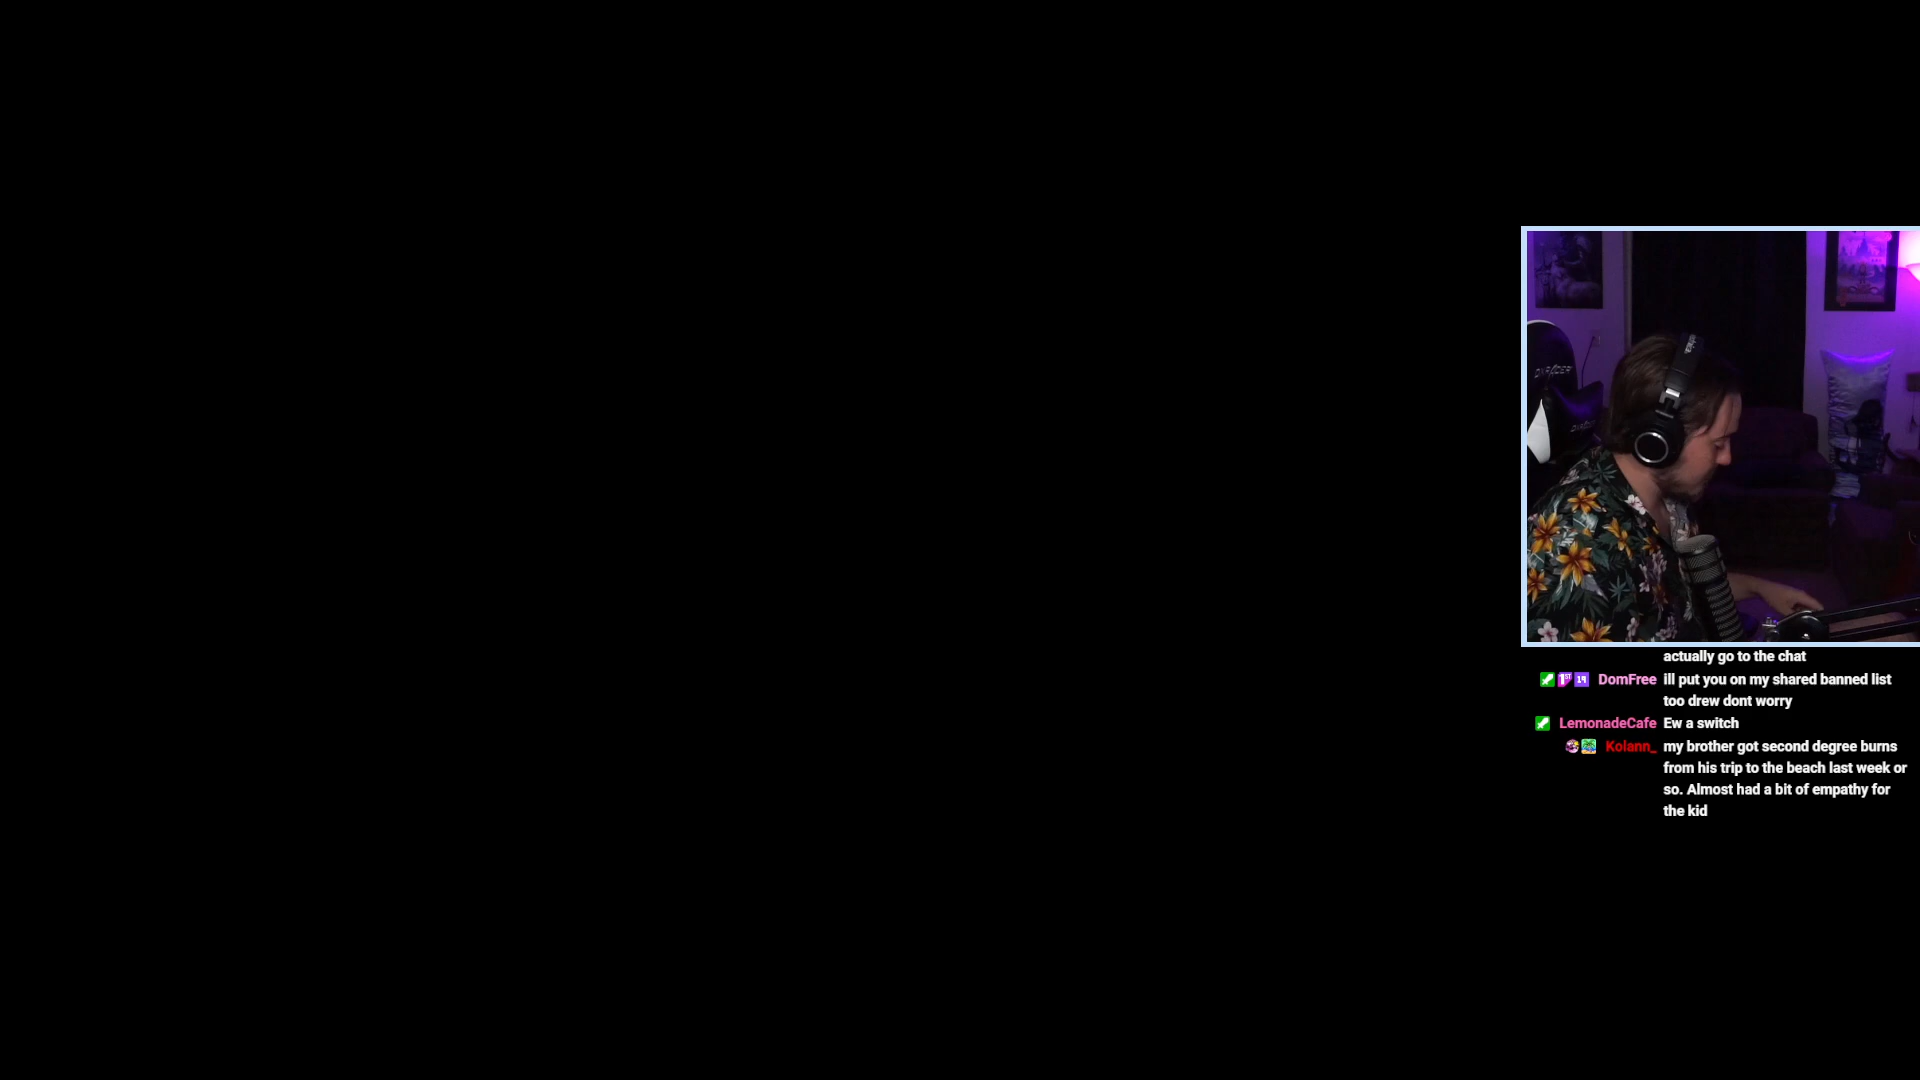 DXRACER
actually go to the chat
DomFree ill put you on my shared banned list
too drew dont worry
LemonadeCafe Ew a switch
Kolann_ my brother got second degree burns
from his trip to the beach last week or
so. Almost had a bit of empathy for
the kid